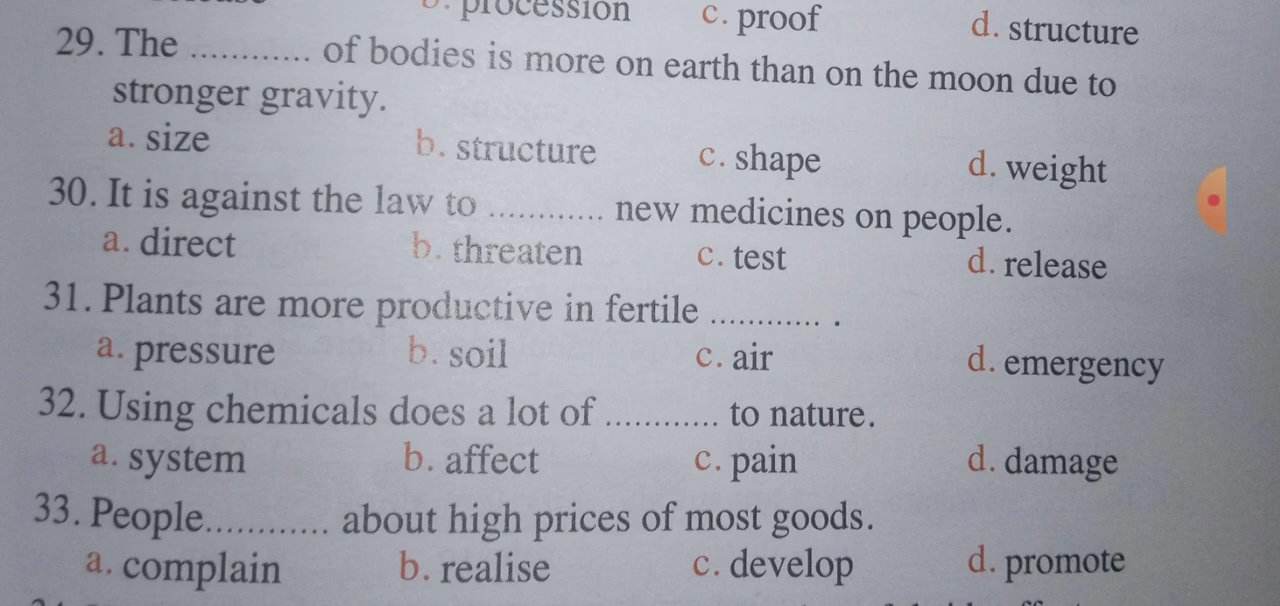 b. procession c. proof d. structure
29. The ............ of bodies is more on earth than on the moon due to
stronger gravity.
a. size b. structure c. shape d. weight
30. It is against the law to ............ new medicines on people.
a. direct b. threaten c. test d. release
31. Plants are more productive in fertile ............ .
a. pressure b. soil c. air d. emergency
32. Using chemicals does a lot of ............ to nature.
a. system b. affect c. pain d. damage
33. People............ about high prices of most goods.
a. complain b. realise c. develop d. promote